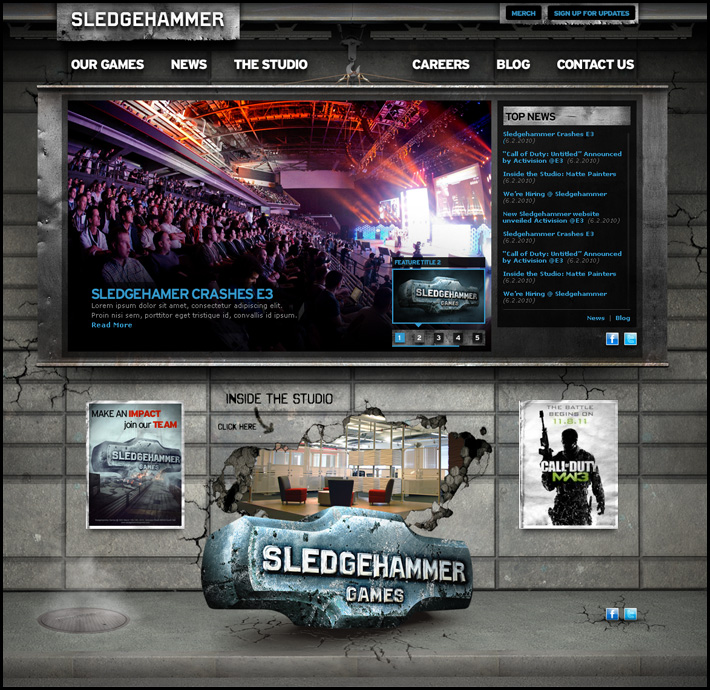 SLEDGEHAMMER
MERCH
SIGN UP FOR UPDATES
OUR GAMES
NEWS
THE STUDIO
CAREERS
BLOG
CONTACT US
TOP NEWS
Sledgehammer Crashes E3
(6.2.2010)
"Call of Duty: Untitled" Announced
by Activision @E3 (6.2.2010)
Inside the Studio: Matte Painters
(6.2.2010)
We're Hiring @ Sledgehammer
(6.2.2010)
New Sledgehammer website
unveiled Activision @E3 (6.2.2010)
Sledgehammer Crashes E3
(6.2.2010)
"Call of Duty: Untitled" Announced
by Activision @E3 (6.2.2010)
Inside the Studio: Matte Painters
(6.2.2010)
We're Hiring @ Sledgehammer
(6.2.2010)
News | Blog
FEATURE TITLE 2
SLEDGEHAMMER
1 2 3 4 5
SLEDGEHAMER CRASHES E3
Lorem ipsum dolor sit amet, consectetur adipiscing elit.
Proin nisi sem, porttitor eget tristique id, convallis id ipsum.
Read More
MAKE AN IMPACT
join our TEAM
SLEDGEHAMMER
GAMES
INSIDE THE STUDIO
CLICK HERE
SLEDGEHAMMER
GAMES
THE BATTLE
BEGINS ON
11.8.11
CALL OF DUTY
MW3